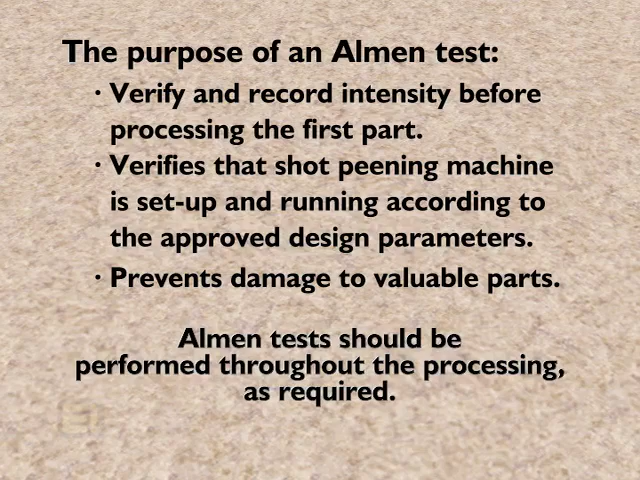 The purpose of an Almen test:
· Verify and record intensity before
processing the first part.
· Verifies that shot peening machine
is set-up and running according to
the approved design parameters.
· Prevents damage to valuable parts.
Almen tests should be
performed throughout the processing,
as required.